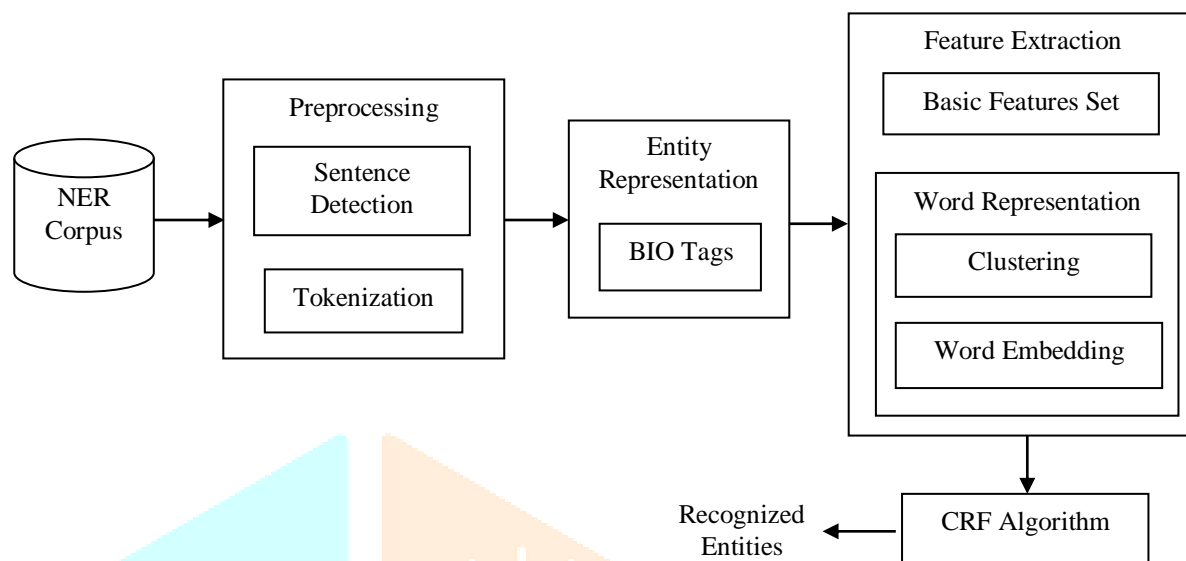 NER
Corpus
Preprocessing
Sentence
Detection
Tokenization
Entity
Representation
BIO Tags
Feature Extraction
Basic Features Set
Word Representation
Clustering
Word Embedding
CRF Algorithm
Recognized
Entities